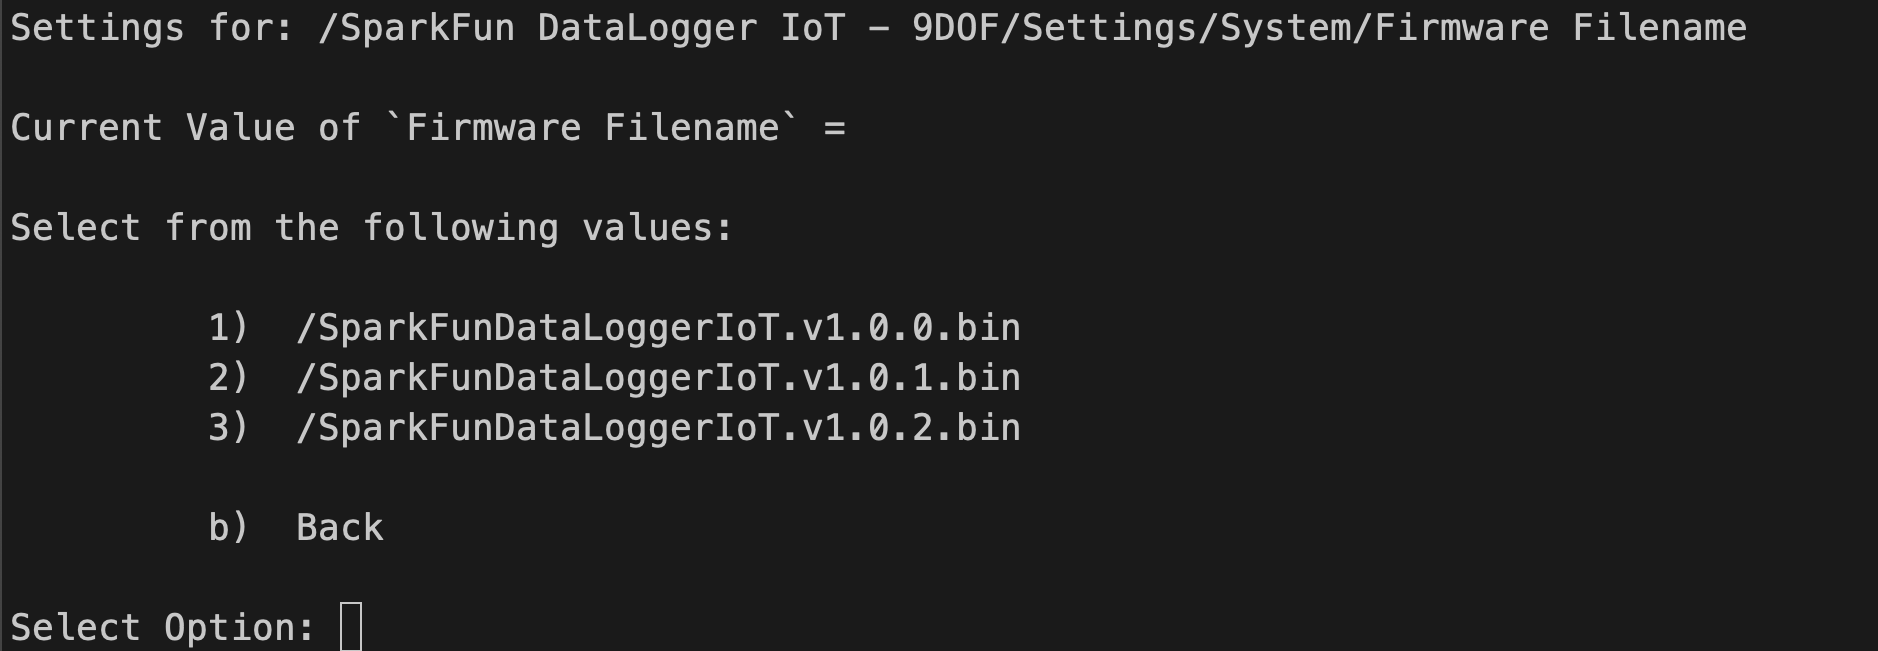 Settings for: /SparkFun DataLogger IoT – 9DOF/Settings/System/Firmware Filename
Current Value of `Firmware Filename` =
Select from the following values:
1) /SparkFunDataLoggerIoT.v1.0.0.bin
2) /SparkFunDataLoggerIoT.v1.0.1.bin
3) /SparkFunDataLoggerIoT.v1.0.2.bin
b) Back
Select Option: